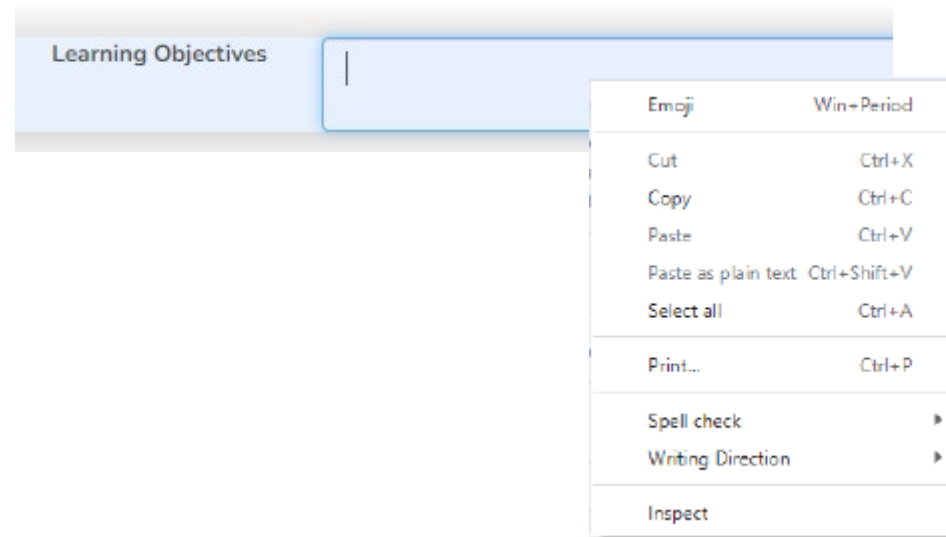 Learning Objectives
Emoji Win+Period
Cut Ctrl+X
Copy Ctrl+C
Paste Ctrl+V
Paste as plain text Ctrl+Shift+V
Select all Ctrl+A
Print... Ctrl+P
Spell check
Writing Direction
Inspect